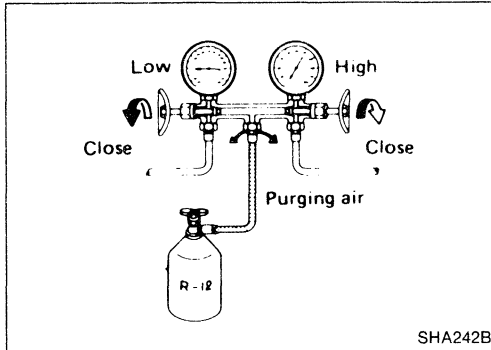 Low
High
Close
Close
Purging air
R-12
SHA242B